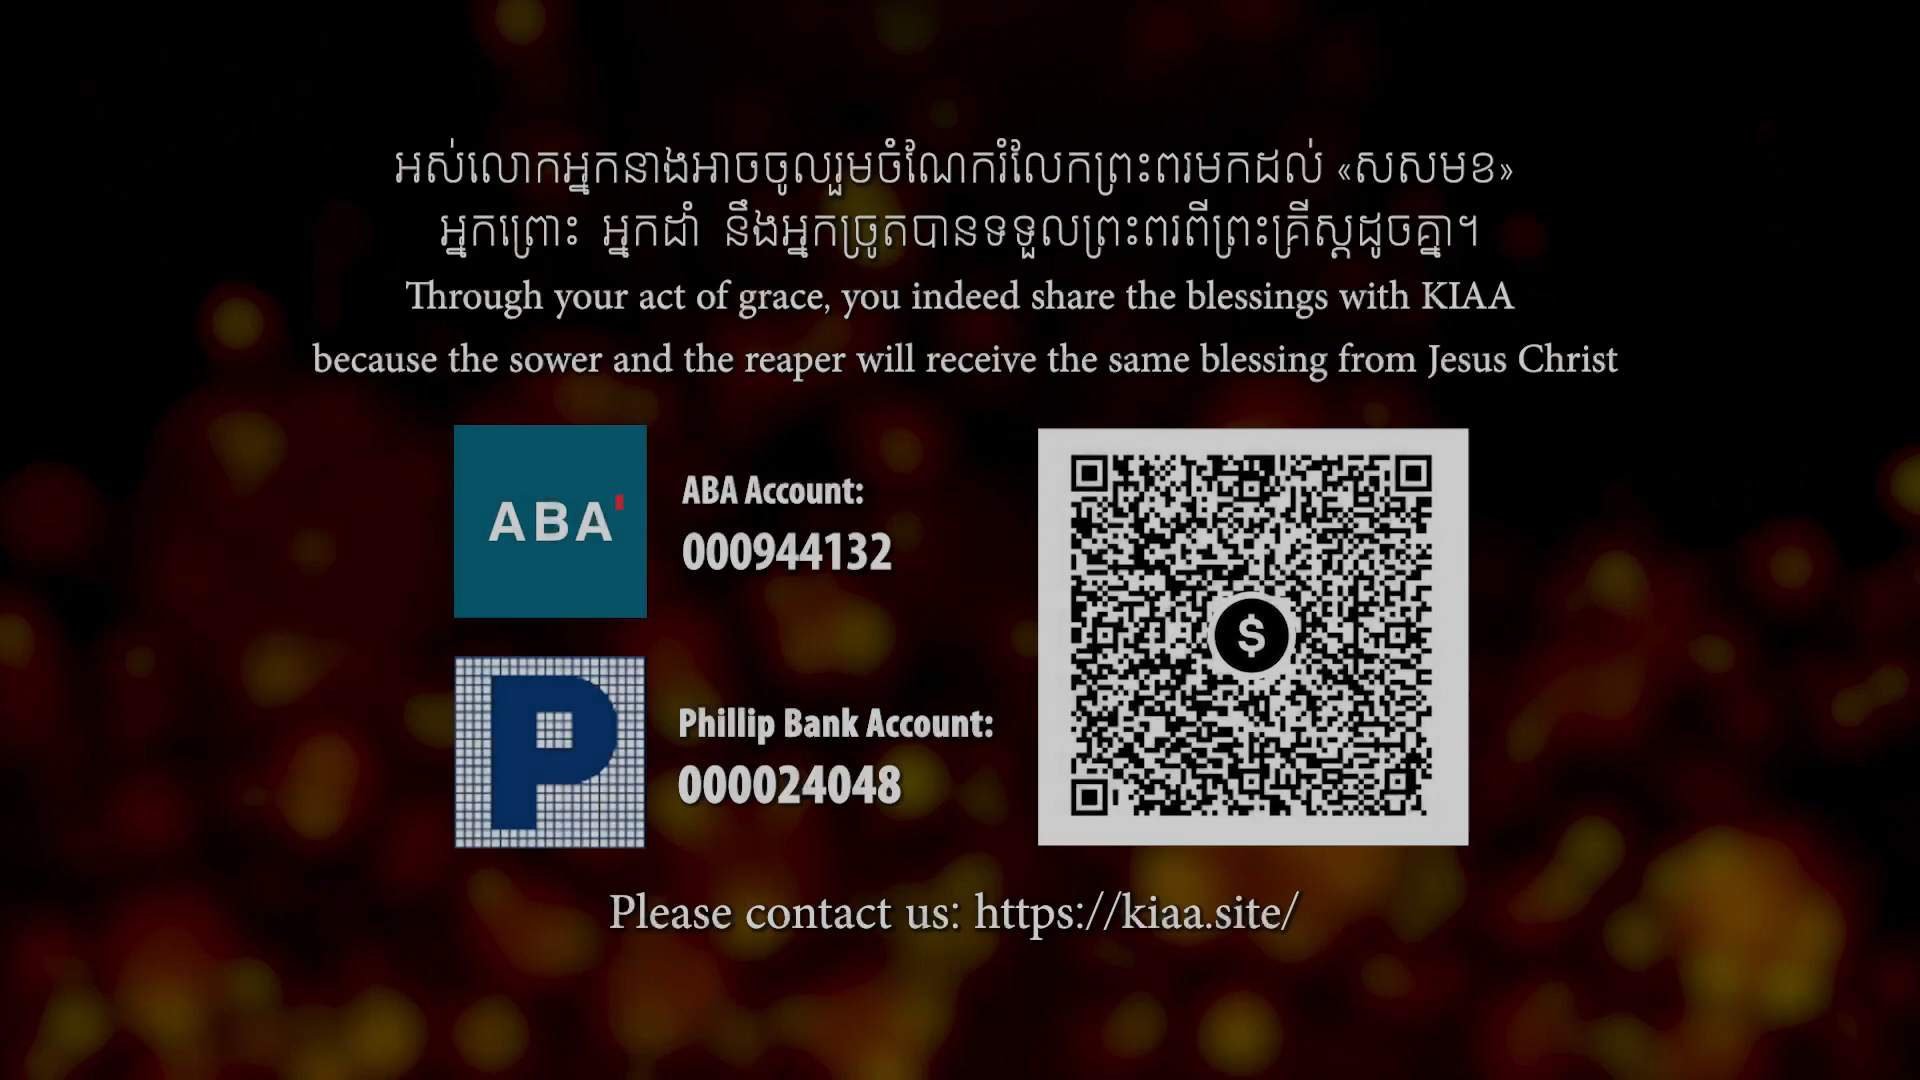 អស់លោកអ្នកនាងអាចចូលរួមចំណែករំលែកព្រះពរមកដល់ «សសមខ»
អ្នកព្រោះ អ្នកដាំ នឹងអ្នកច្រូតបានទទួលព្រះពរពីព្រះគ្រីស្តដូចគ្នា។
Through your act of grace, you indeed share the blessings with KIAA
because the sower and the reaper will receive the same blessing from Jesus Christ
ABA'
ABA Account:
000944132
$
P
Phillip Bank Account:
000024048
Please contact us: https://kiaa.site/